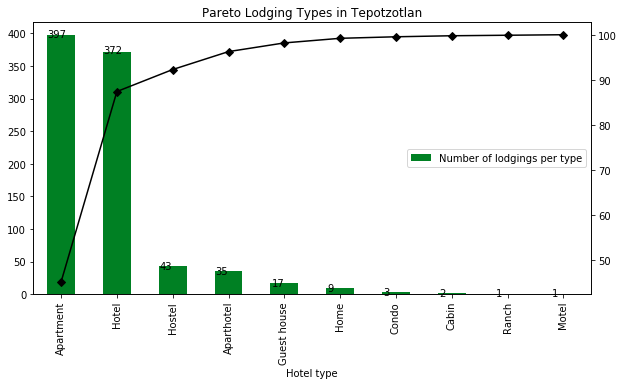 Pareto Lodging Types in Tepotzotlan
400
350
300
250
200
150
100
50
0
397
372
43
35
17
9
3
2
1
1
100
90
80
70
60
50
Number of lodgings per type
Apartment
Hotel
Hostel
Aparthotel
Guest house
Home
Condo
Cabin
Ranch
Motel
Hotel type